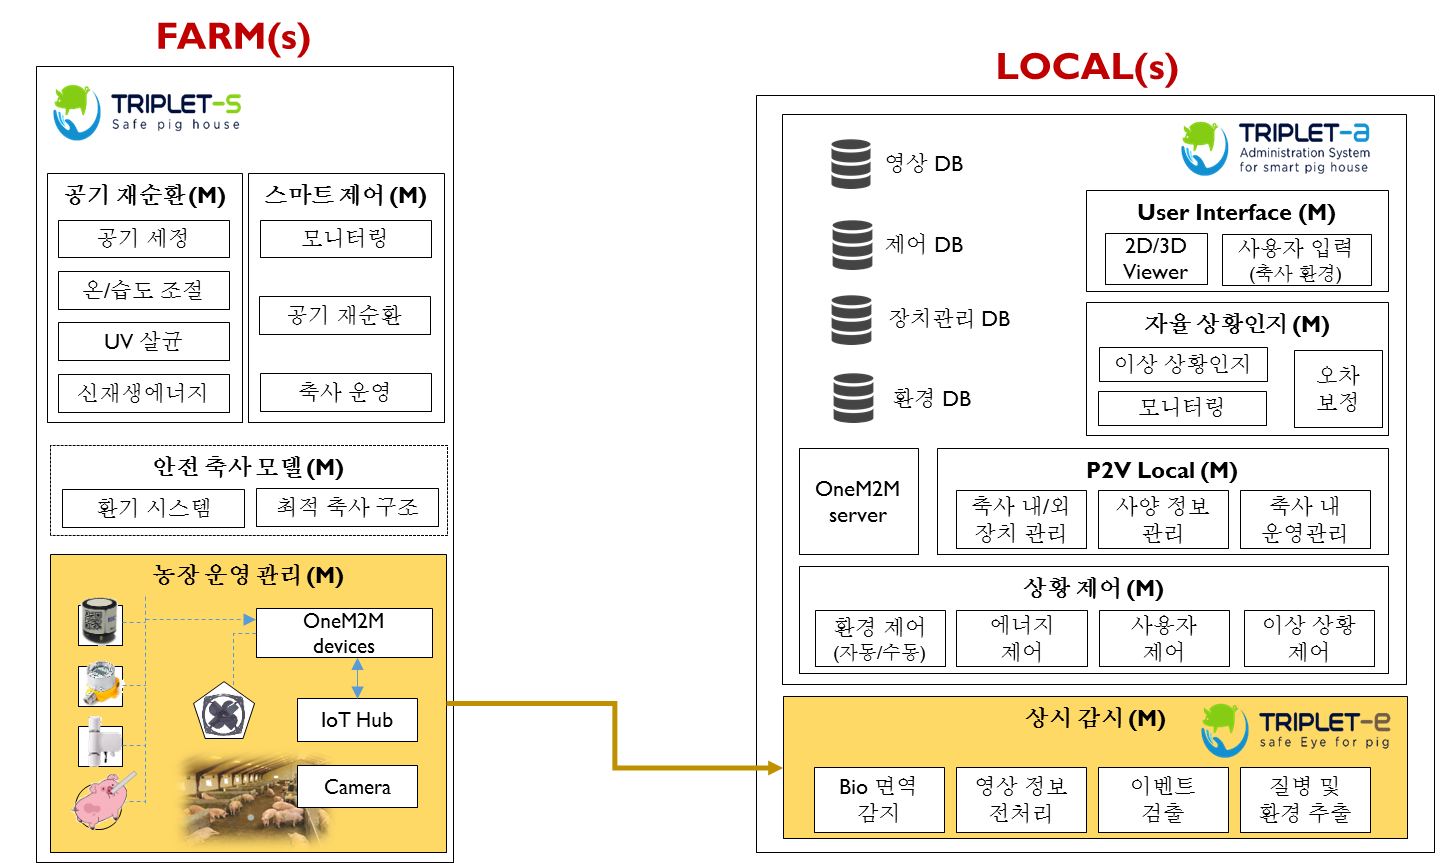 FARM(s)
TRIPLET-S
Safe pig house
공기 재순환(M)
공기 세정
온/습도 조절
UV 살균
신재생에너지
스마트 제어 (M)
모니터링
공기 재순환
축사 운영
안전 축사 모델(M)
환기 시스템
최적 축사 구조
농장 운영 관리(M)
OneM2M
devices
IoT Hub
Camera
LOCAL(s)
TRIPLET-a
Administration System
for smart pig house
영상 DB
제어 DB
장치관리 DB
환경 DB
User Interface (M)
2D/3D
Viewer
사용자 입력
(축사 환경)
자율 상황인지(M)
이상 상황인지
모니터링
오차
보정
OneM2M
server
P2V Local (M)
축사 내/외
장치 관리
사양 정보
관리
축사 내
운영관리
상황 제어(M)
환경 제어
(자동/수동)
에너지
제어
사용자
제어
이상 상황
제어
상시 감시(M)
TRIPLET-e
safe Eye for pig
Bio 면역
감지
영상 정보
전처리
이벤트
검출
질병 및
환경 추출